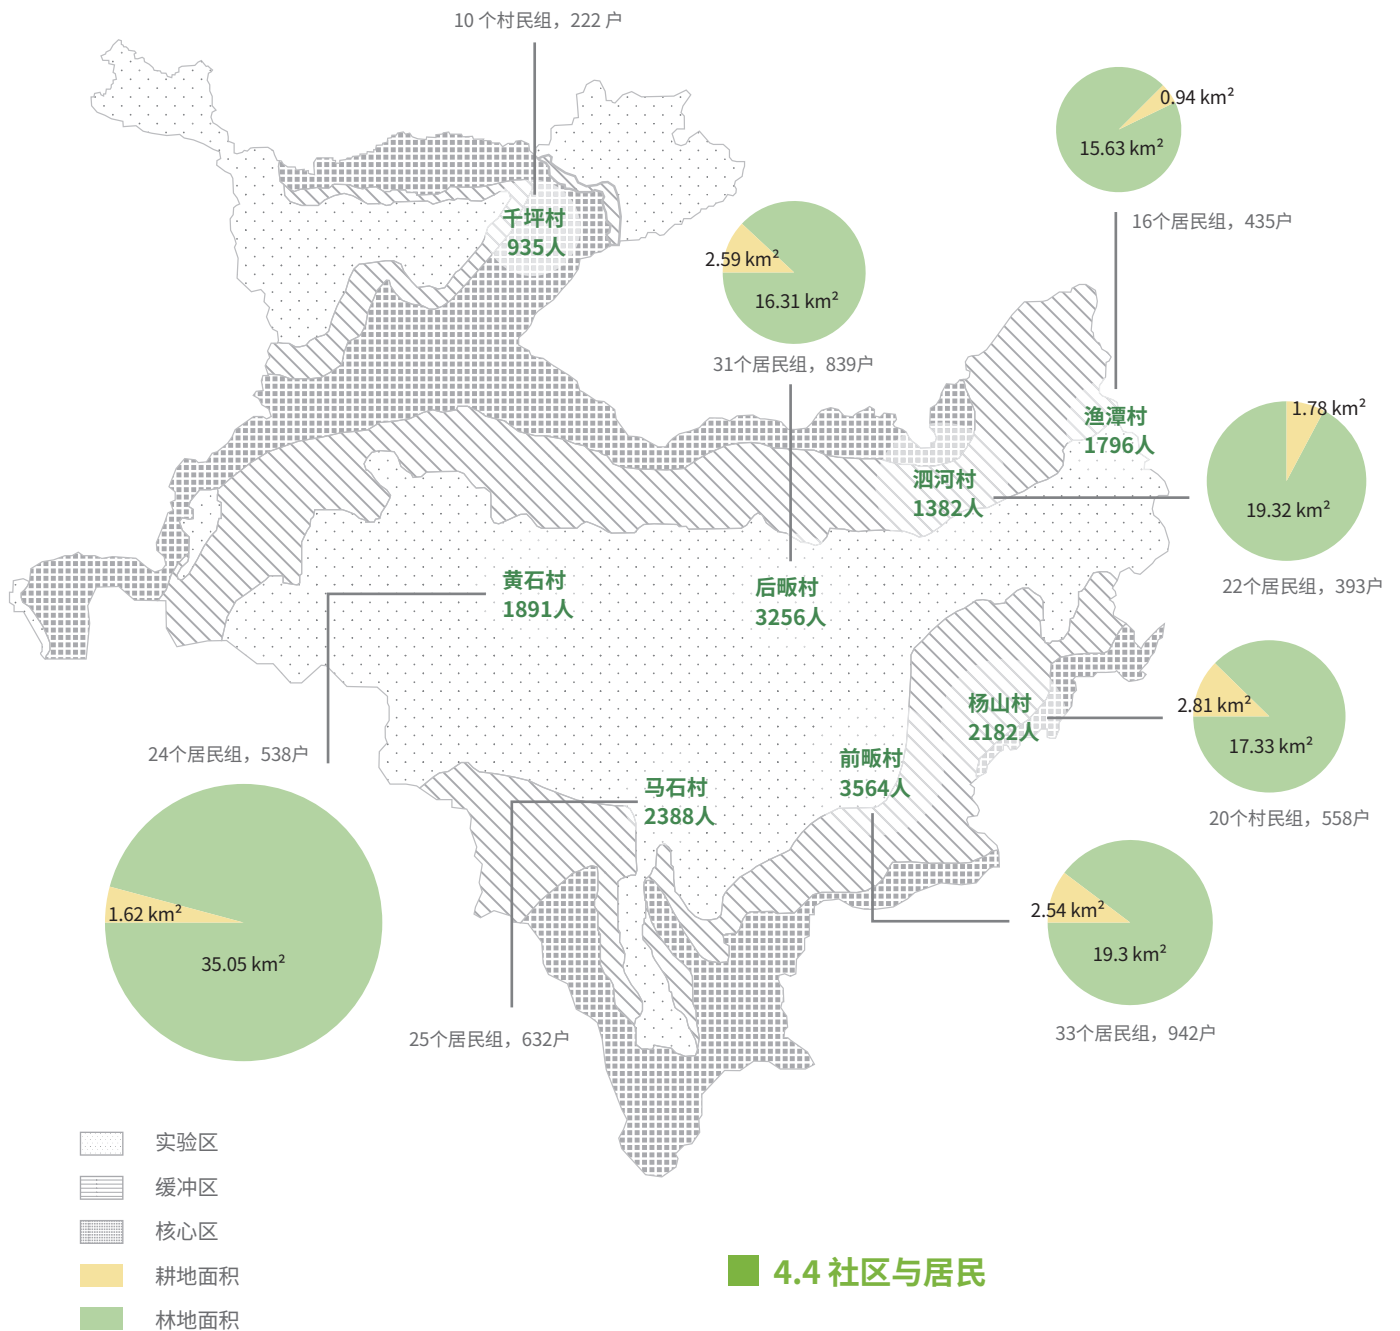 10 个村民组，222 户
0.94 km²
15.63 km²
16个居民组，435户
千坪村
935人
2.59 km²
16.31 km²
31个居民组，839户
渔潭村
1796人
1.78 km²
19.32 km²
22个居民组，393户
泗河村
1382人
黄石村
1891人
后畈村
3256人
杨山村
2182人
2.81 km²
17.33 km²
20个村民组，558户
24个居民组，538户
1.62 km²
35.05 km²
前畈村
3564人
马石村
2388人
2.54 km²
19.3 km²
33个居民组，942户
25个居民组，632户
实验区
缓冲区
核心区
耕地面积
林地面积
4.4 社区与居民